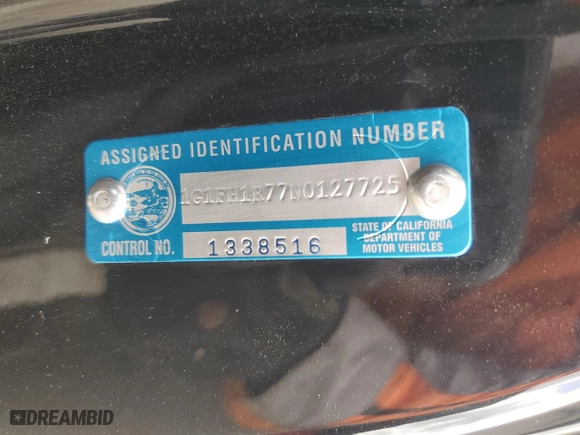 ASSIGNED IDENTIFICATION NUMBER
1G1FH1R77N0127725
CONTROL NO.
1338516
STATE OF CALIFORNIA
DEPARTMENT OF
MOTOR VEHICLES
DREAMBID